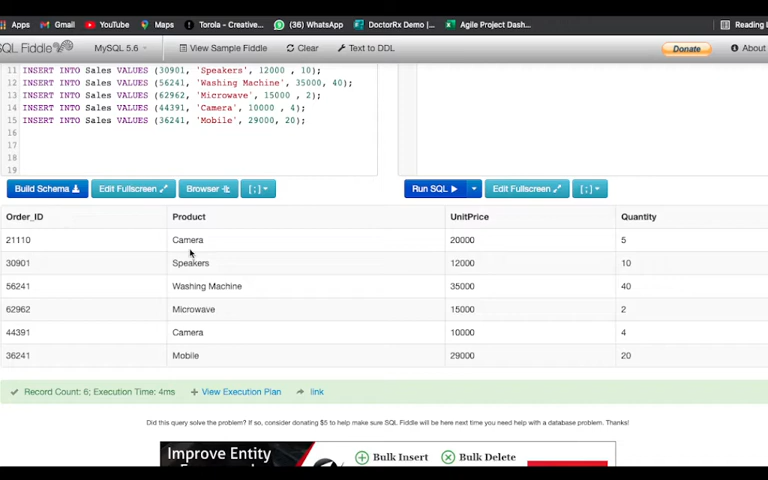 Apps Gmail YouTube Maps Torola - Creative... (36) WhatsApp DoctorRx Demo |... Agile Project Dash... Reading
SQL Fiddle MySQL 5.6 View Sample Fiddle Clear Text to DDL Donate About
11 INSERT INTO Sales VALUES (30901, 'Speakers', 12000 , 10);
12 INSERT INTO Sales VALUES (56241, 'Washing Machine', 35000, 40);
13 INSERT INTO Sales VALUES (62962, 'Microwave', 15000 , 2);
14 INSERT INTO Sales VALUES (44391, 'Camera', 10000 , 4);
15 INSERT INTO Sales VALUES (36241, 'Mobile', 29000, 20);
16
17
18
19
Build Schema Edit Fullscreen Browser [ ; ] Run SQL Edit Fullscreen [ ; ]
Order_ID Product UnitPrice Quantity
21110 Camera 20000 5
30901 Speakers 12000 10
56241 Washing Machine 35000 40
62962 Microwave 15000 2
44391 Camera 10000 4
36241 Mobile 29000 20
Record Count: 6; Execution Time: 4ms View Execution Plan link
Did this query solve the problem? If so, consider donating $5 to help make sure SQL Fiddle will be here next time you need help with a database problem. Thanks!
Improve Entity Bulk Insert Bulk Delete